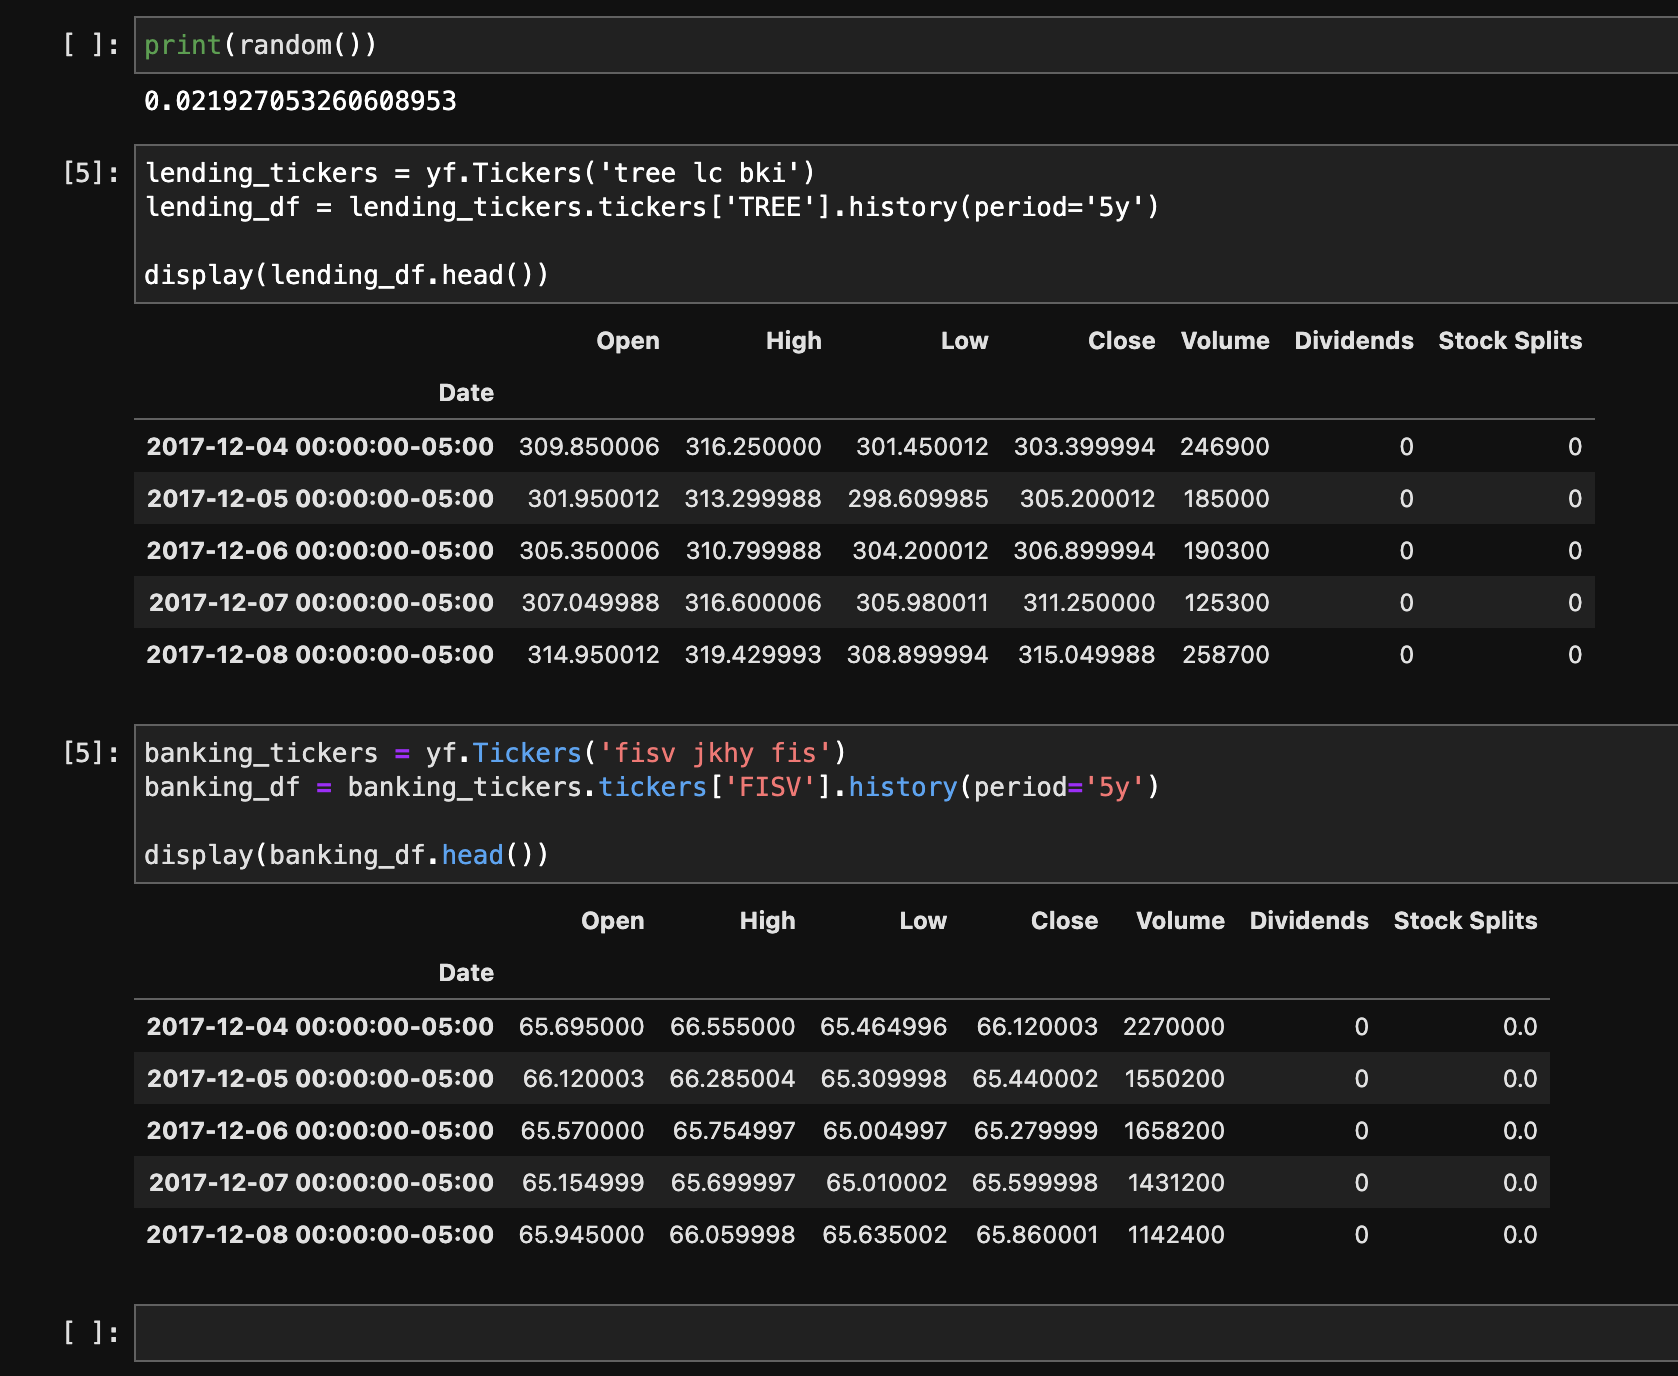 [ ]: print(random())
0.021927053260608953
[5]: lending_tickers = yf.Tickers('tree lc bki')
lending_df = lending_tickers.tickers['TREE'].history(period='5y')
display(lending_df.head())
Open High Low Close Volume Dividends Stock Splits
Date
2017-12-04 00:00:00-05:00 309.850006 316.250000 301.450012 303.399994 246900 0 0
2017-12-05 00:00:00-05:00 301.950012 313.299988 298.609985 305.200012 185000 0 0
2017-12-06 00:00:00-05:00 305.350006 310.799988 304.200012 306.899994 190300 0 0
2017-12-07 00:00:00-05:00 307.049988 316.600006 305.980011 311.250000 125300 0 0
2017-12-08 00:00:00-05:00 314.950012 319.429993 308.899994 315.049988 258700 0 0
[5]: banking_tickers = yf.Tickers('fisv jkhy fis')
banking_df = banking_tickers.tickers['FISV'].history(period='5y')
display(banking_df.head())
Open High Low Close Volume Dividends Stock Splits
Date
2017-12-04 00:00:00-05:00 65.695000 66.555000 65.464996 66.120003 2270000 0 0.0
2017-12-05 00:00:00-05:00 66.120003 66.285004 65.309998 65.440002 1550200 0 0.0
2017-12-06 00:00:00-05:00 65.570000 65.754997 65.004997 65.279999 1658200 0 0.0
2017-12-07 00:00:00-05:00 65.154999 65.699997 65.010002 65.599998 1431200 0 0.0
2017-12-08 00:00:00-05:00 65.945000 66.059998 65.635002 65.860001 1142400 0 0.0
[ ]: